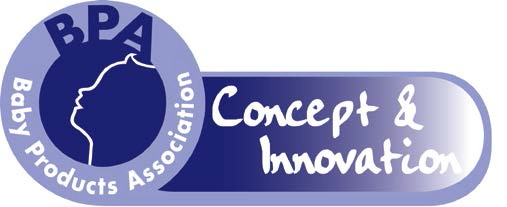 BPA
Baby Products Association
Concept &
Innovation